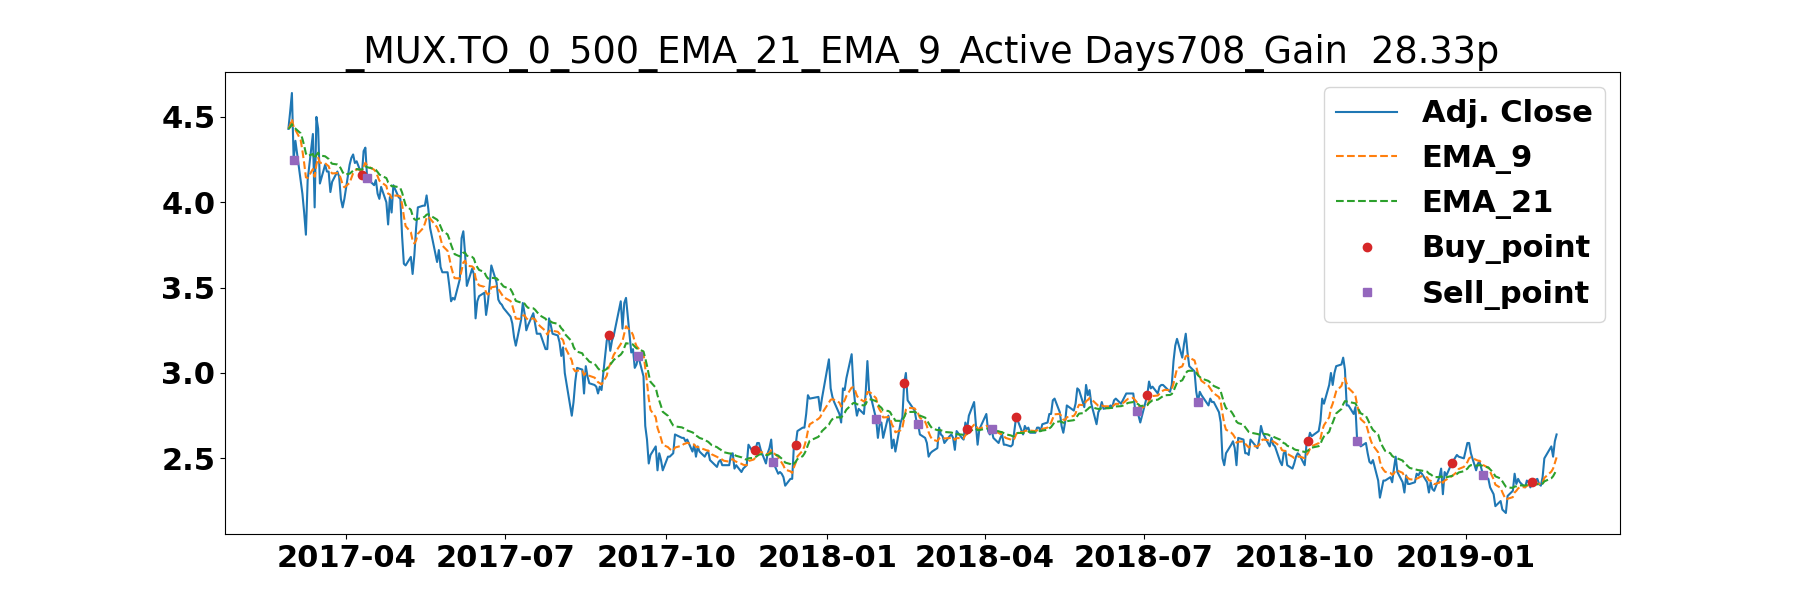 _MUX.TO_0_500_EMA_21_EMA_9_Active Days708_Gain  28.33p
4.5
4.0
3.5
3.0
2.5
Adj. Close
EMA_9
EMA_21
Buy_point
Sell_point
2017-04 2017-07 2017-10 2018-01 2018-04 2018-07 2018-10 2019-01